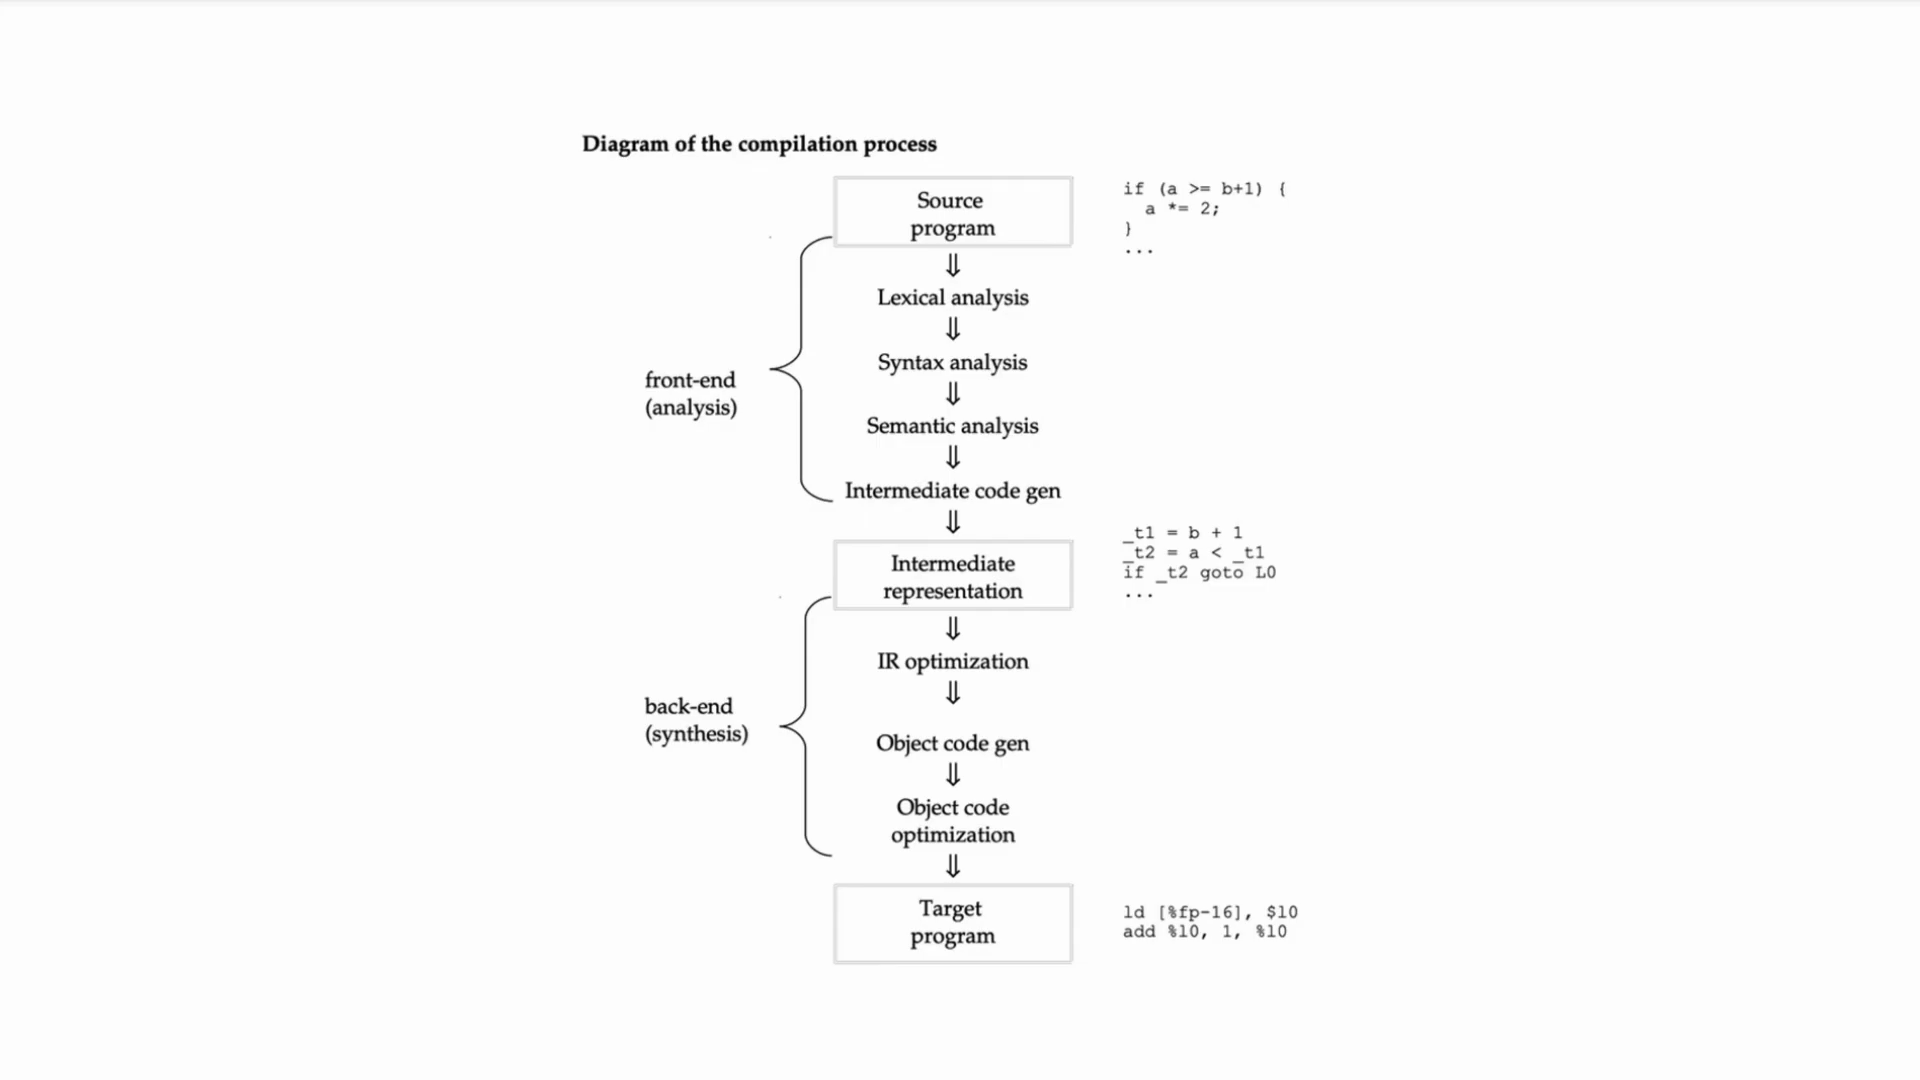 Diagram of the compilation process
Source
program
if (a >= b+1) {
a *= 2;
}
...
Lexical analysis
Syntax analysis
front-end
(analysis)
Semantic analysis
Intermediate code gen
Intermediate
representation
_t1 = b + 1
_t2 = a < _t1
if _t2 goto L0
...
IR optimization
back-end
(synthesis)
Object code gen
Object code
optimization
Target
program
ld [%fp-16], $l0
add %l0, 1, %l0